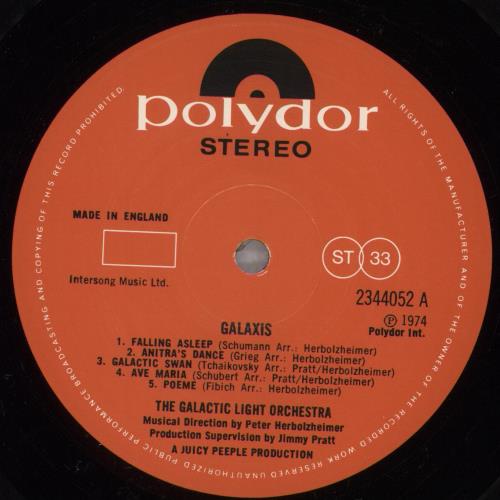 polydor
STEREO
MADE IN ENGLAND
Intersong Music Ltd.
ST 33
2344052 A
Ⓟ 1974
Polydor Int.
GALAXIS
1. FALLING ASLEEP (Schumann Arr.: Herbolzheimer)
2. ANITRA'S DANCE (Grieg Arr.: Herbolzheimer)
3. GALACTIC SWAN (Tchaikovsky Arr.: Pratt/Herbolzheimer)
4. AVE MARIA (Schubert Arr.: Pratt/Herbolzheimer)
5. POEME (Fibich Arr.: Herbolzheimer)
THE GALACTIC LIGHT ORCHESTRA
Musical Direction by Peter Herbolzheimer
Production Supervision by Jimmy Pratt
A JUICY PEEPLE PRODUCTION
ALL RIGHTS OF THE MANUFACTURER AND OF THE OWNER OF THE RECORDED WORK RESERVED UNAUTHORIZED PUBLIC PERFORMANCE BROADCASTING AND COPYING OF THIS RECORD PROHIBITED.